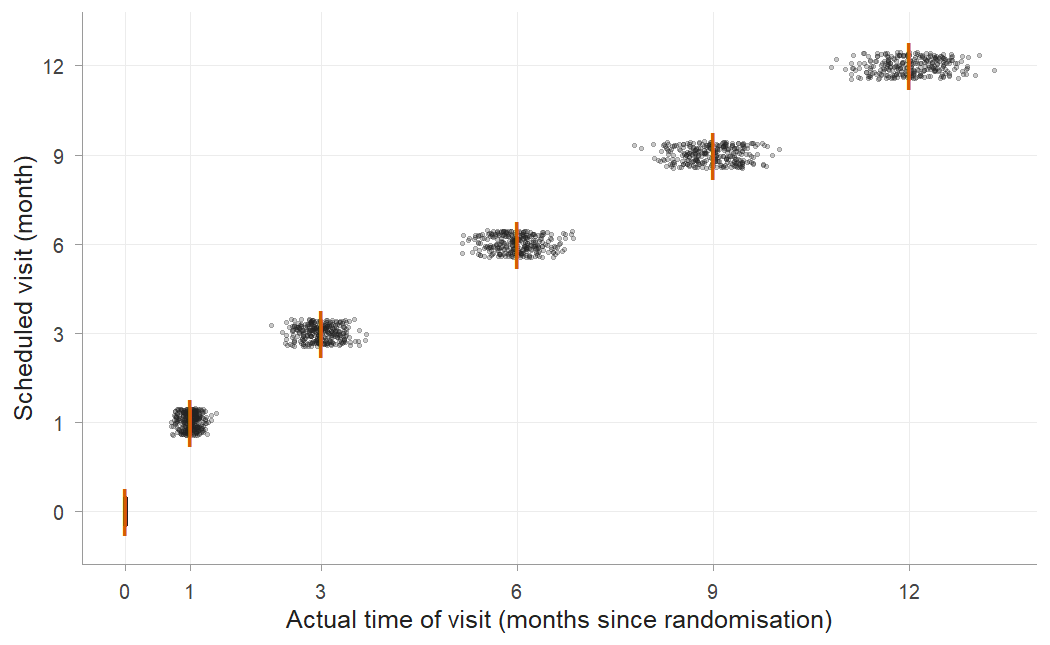 Scheduled visit (month)
12
9
6
3
1
0
0 1 3 6 9 12
Actual time of visit (months since randomisation)